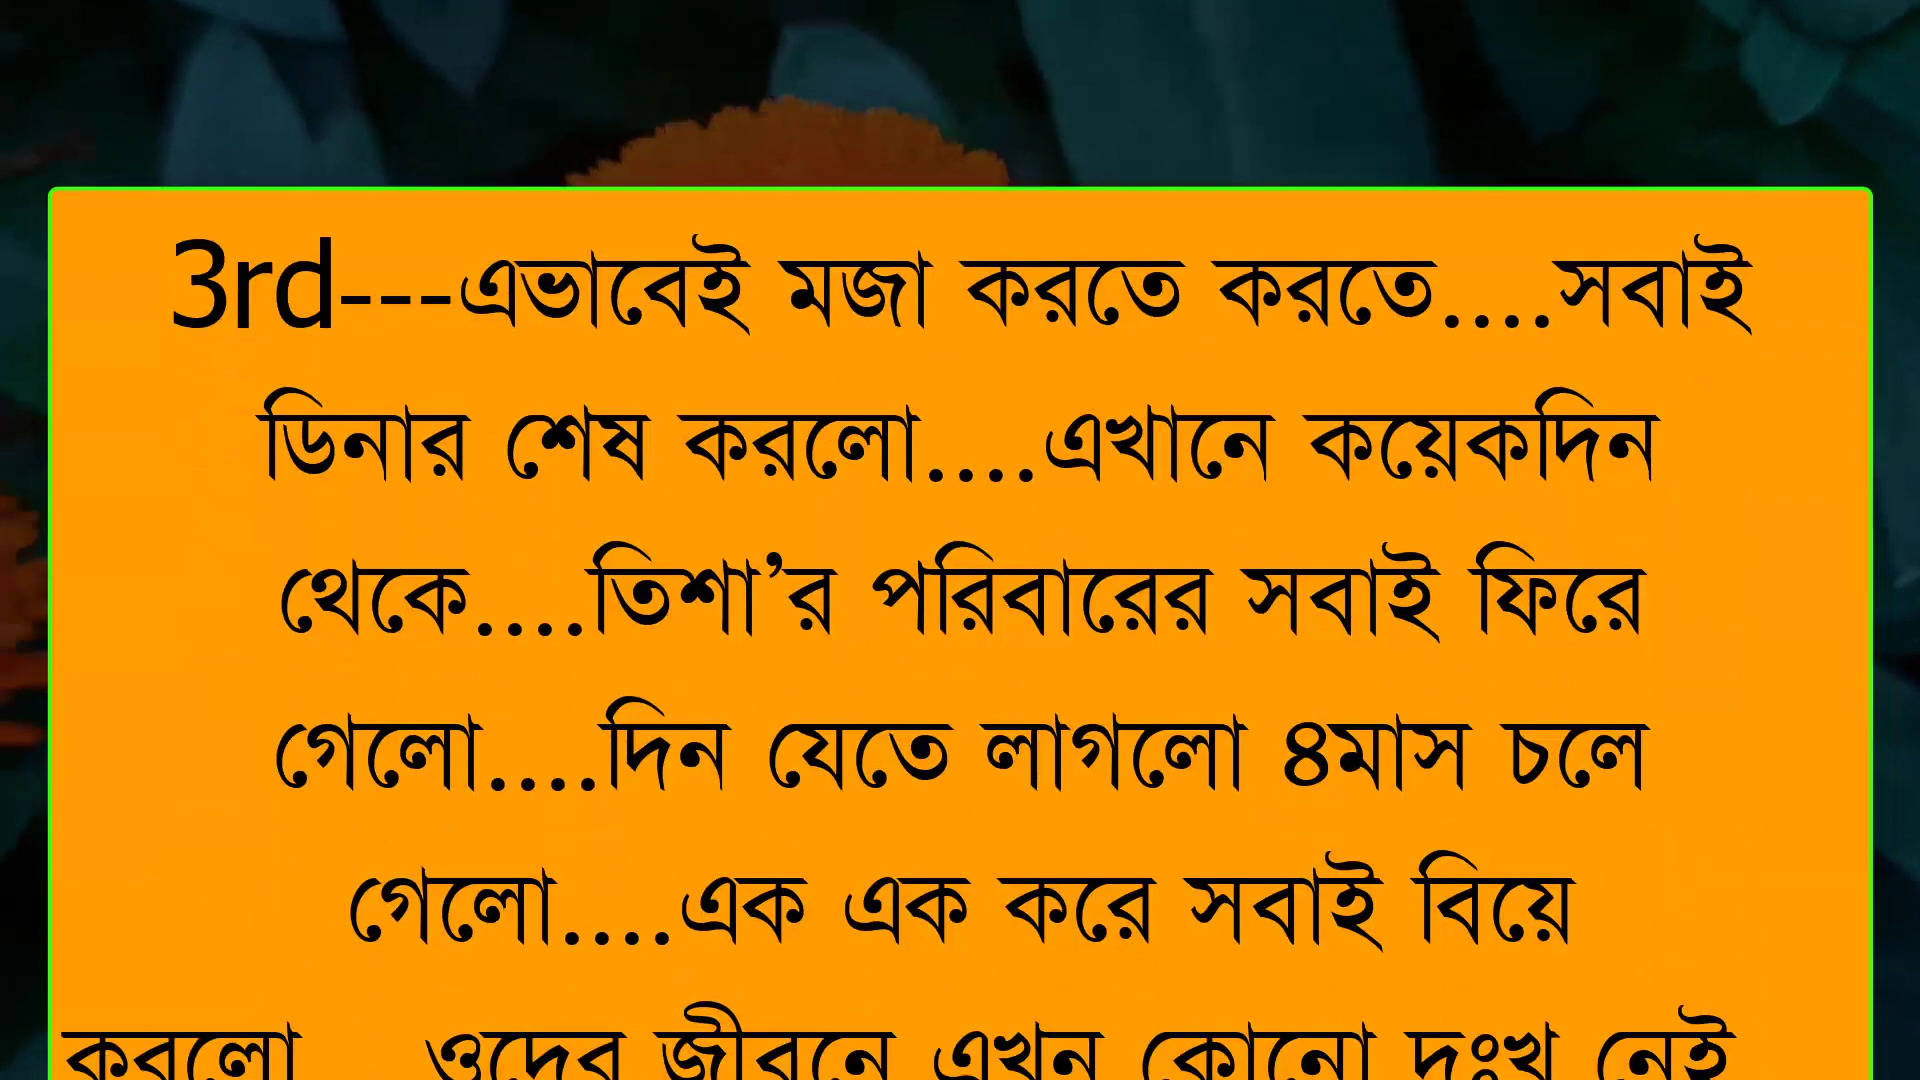 3rd---এভাবেই মজা করতে করতে....সবাই
ডিনার শেষ করলো....এখানে কয়েকদিন
থেকে....তিশা’র পরিবারের সবাই ফিরে
গেলো....দিন যেতে লাগলো ৪মাস চলে
গেলো....এক এক করে সবাই বিয়ে
করলো ওদের জীবনে এখন কোনো দুঃখ নেই